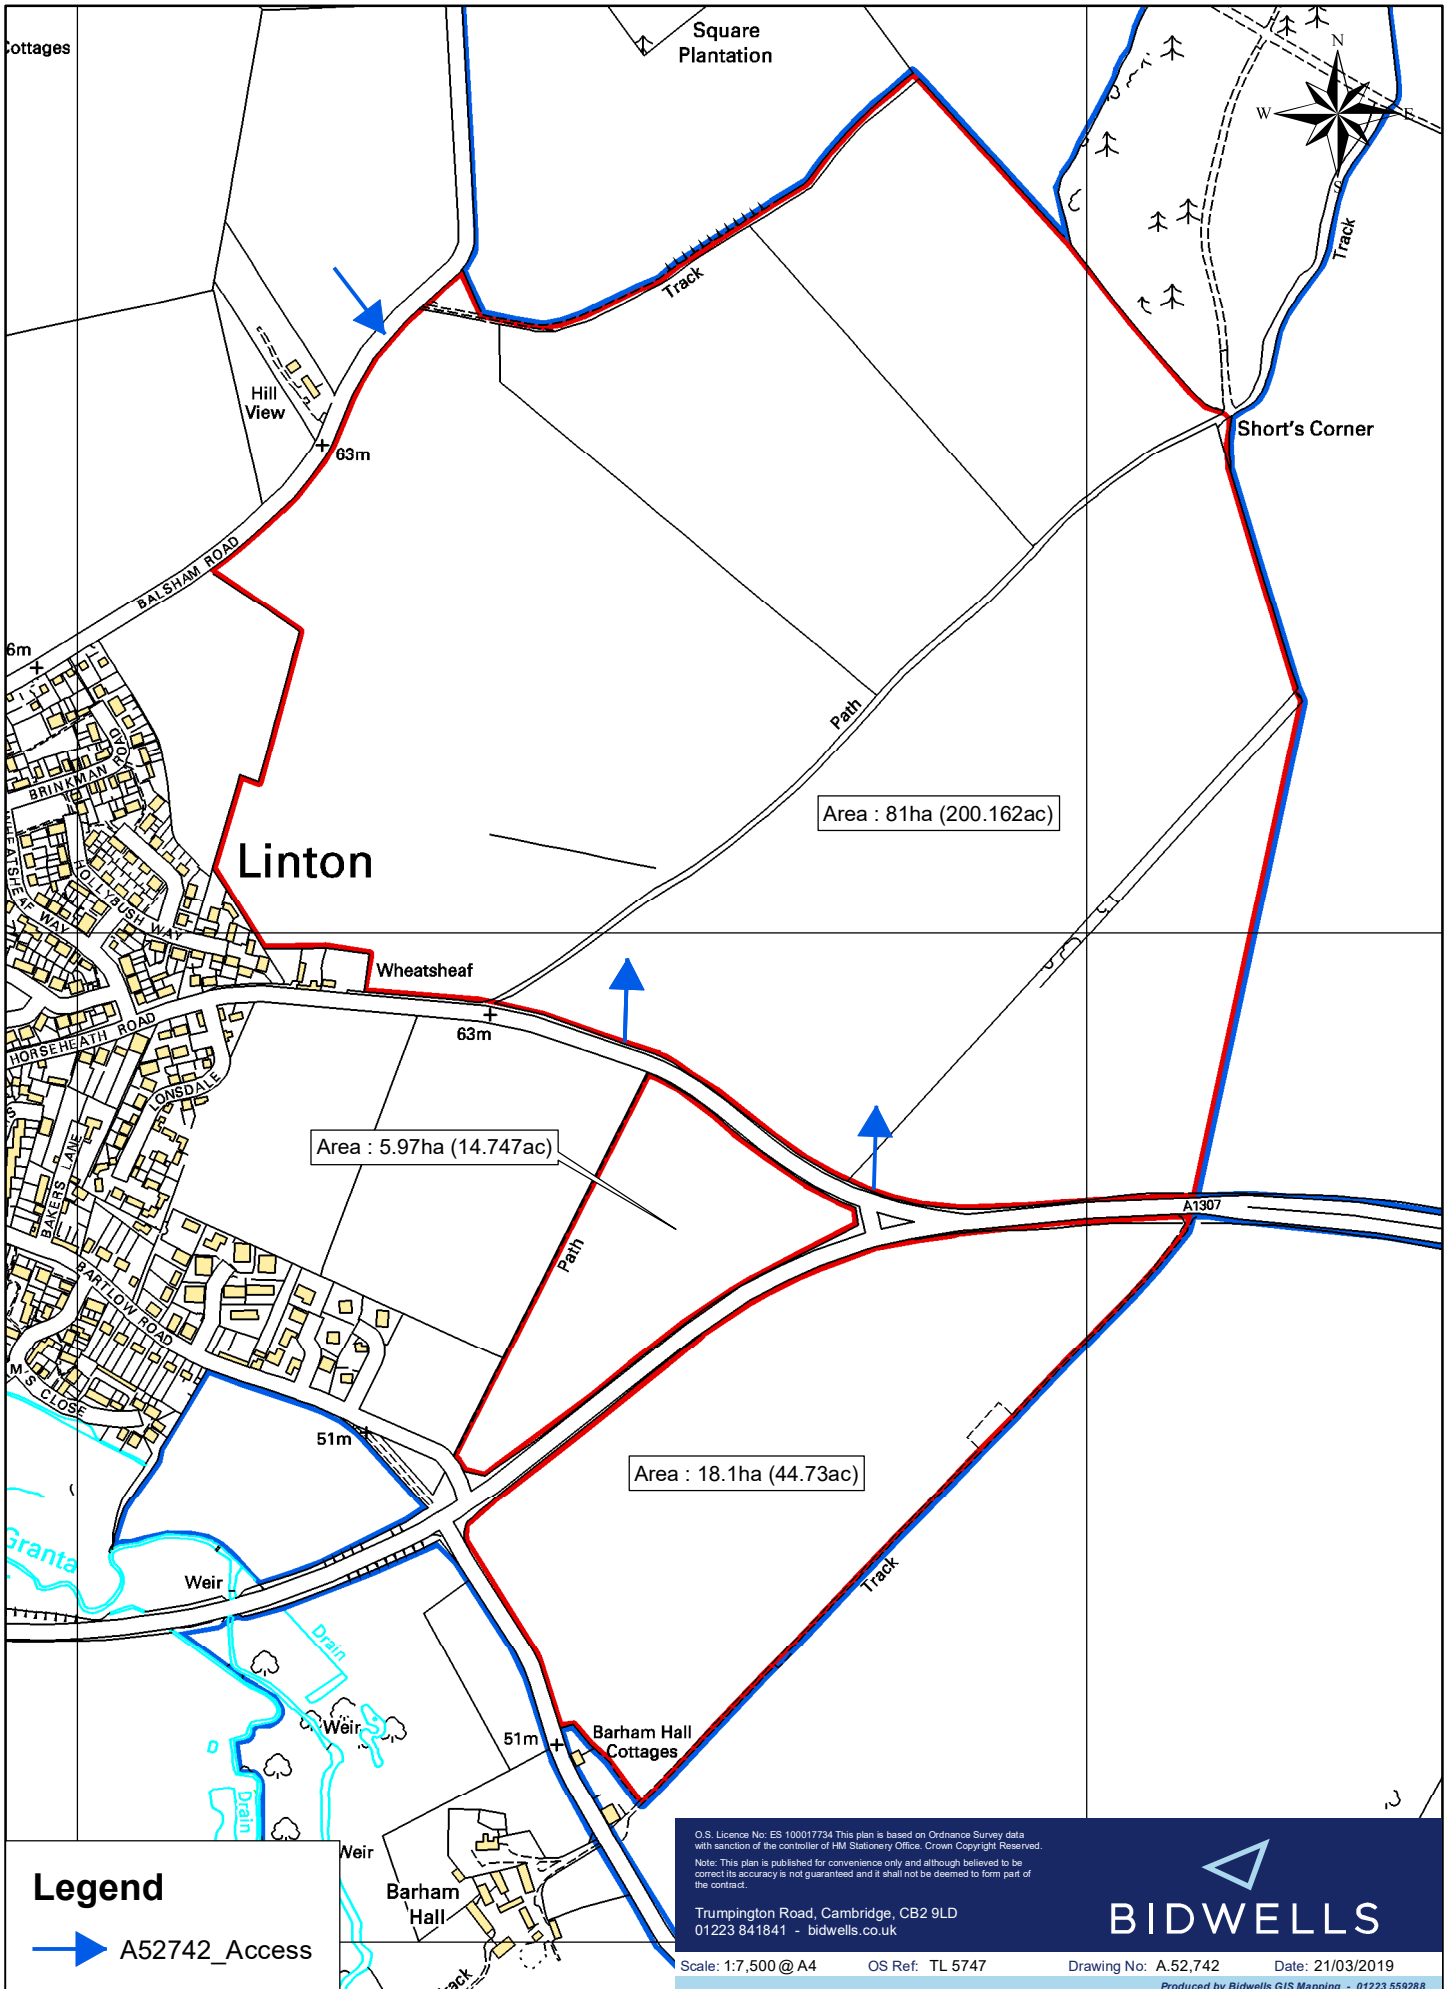 Cottages
Square
Plantation
N
W
E
S
Track
Track
Hill
View
63m
Short's Corner
BALSHAM ROAD
6m
Path
BRINKMAN ROAD
WHEATSHEAF WAY
HOLLYBUSH WAY
Area : 81ha (200.162ac)
Linton
Wheatsheaf
63m
HORSEHEATH ROAD
LONSDALE
BAKERS LANE
Area : 5.97ha (14.747ac)
Path
A1307
BARTLOW ROAD
M S CLOSE
51m
Area : 18.1ha (44.73ac)
Granta
Weir
Track
Drain
Weir
D
Drain
51m
Barham Hall
Cottages
Weir
Barham
Hall
Track
Legend
A52742_Access
O.S. Licence No: ES 100017734 This plan is based on Ordnance Survey data
with sanction of the controller of HM Stationery Office. Crown Copyright Reserved.
Note: This plan is published for convenience only and although believed to be
correct its accuracy is not guaranteed and it shall not be deemed to form part of
the contract.
Trumpington Road, Cambridge, CB2 9LD
01223 841841 - bidwells.co.uk
BIDWELLS
Scale: 1:7,500 @ A4 OS Ref: TL 5747 Drawing No: A.52,742 Date: 21/03/2019
Produced by Bidwells GIS Mapping - 01223 559288